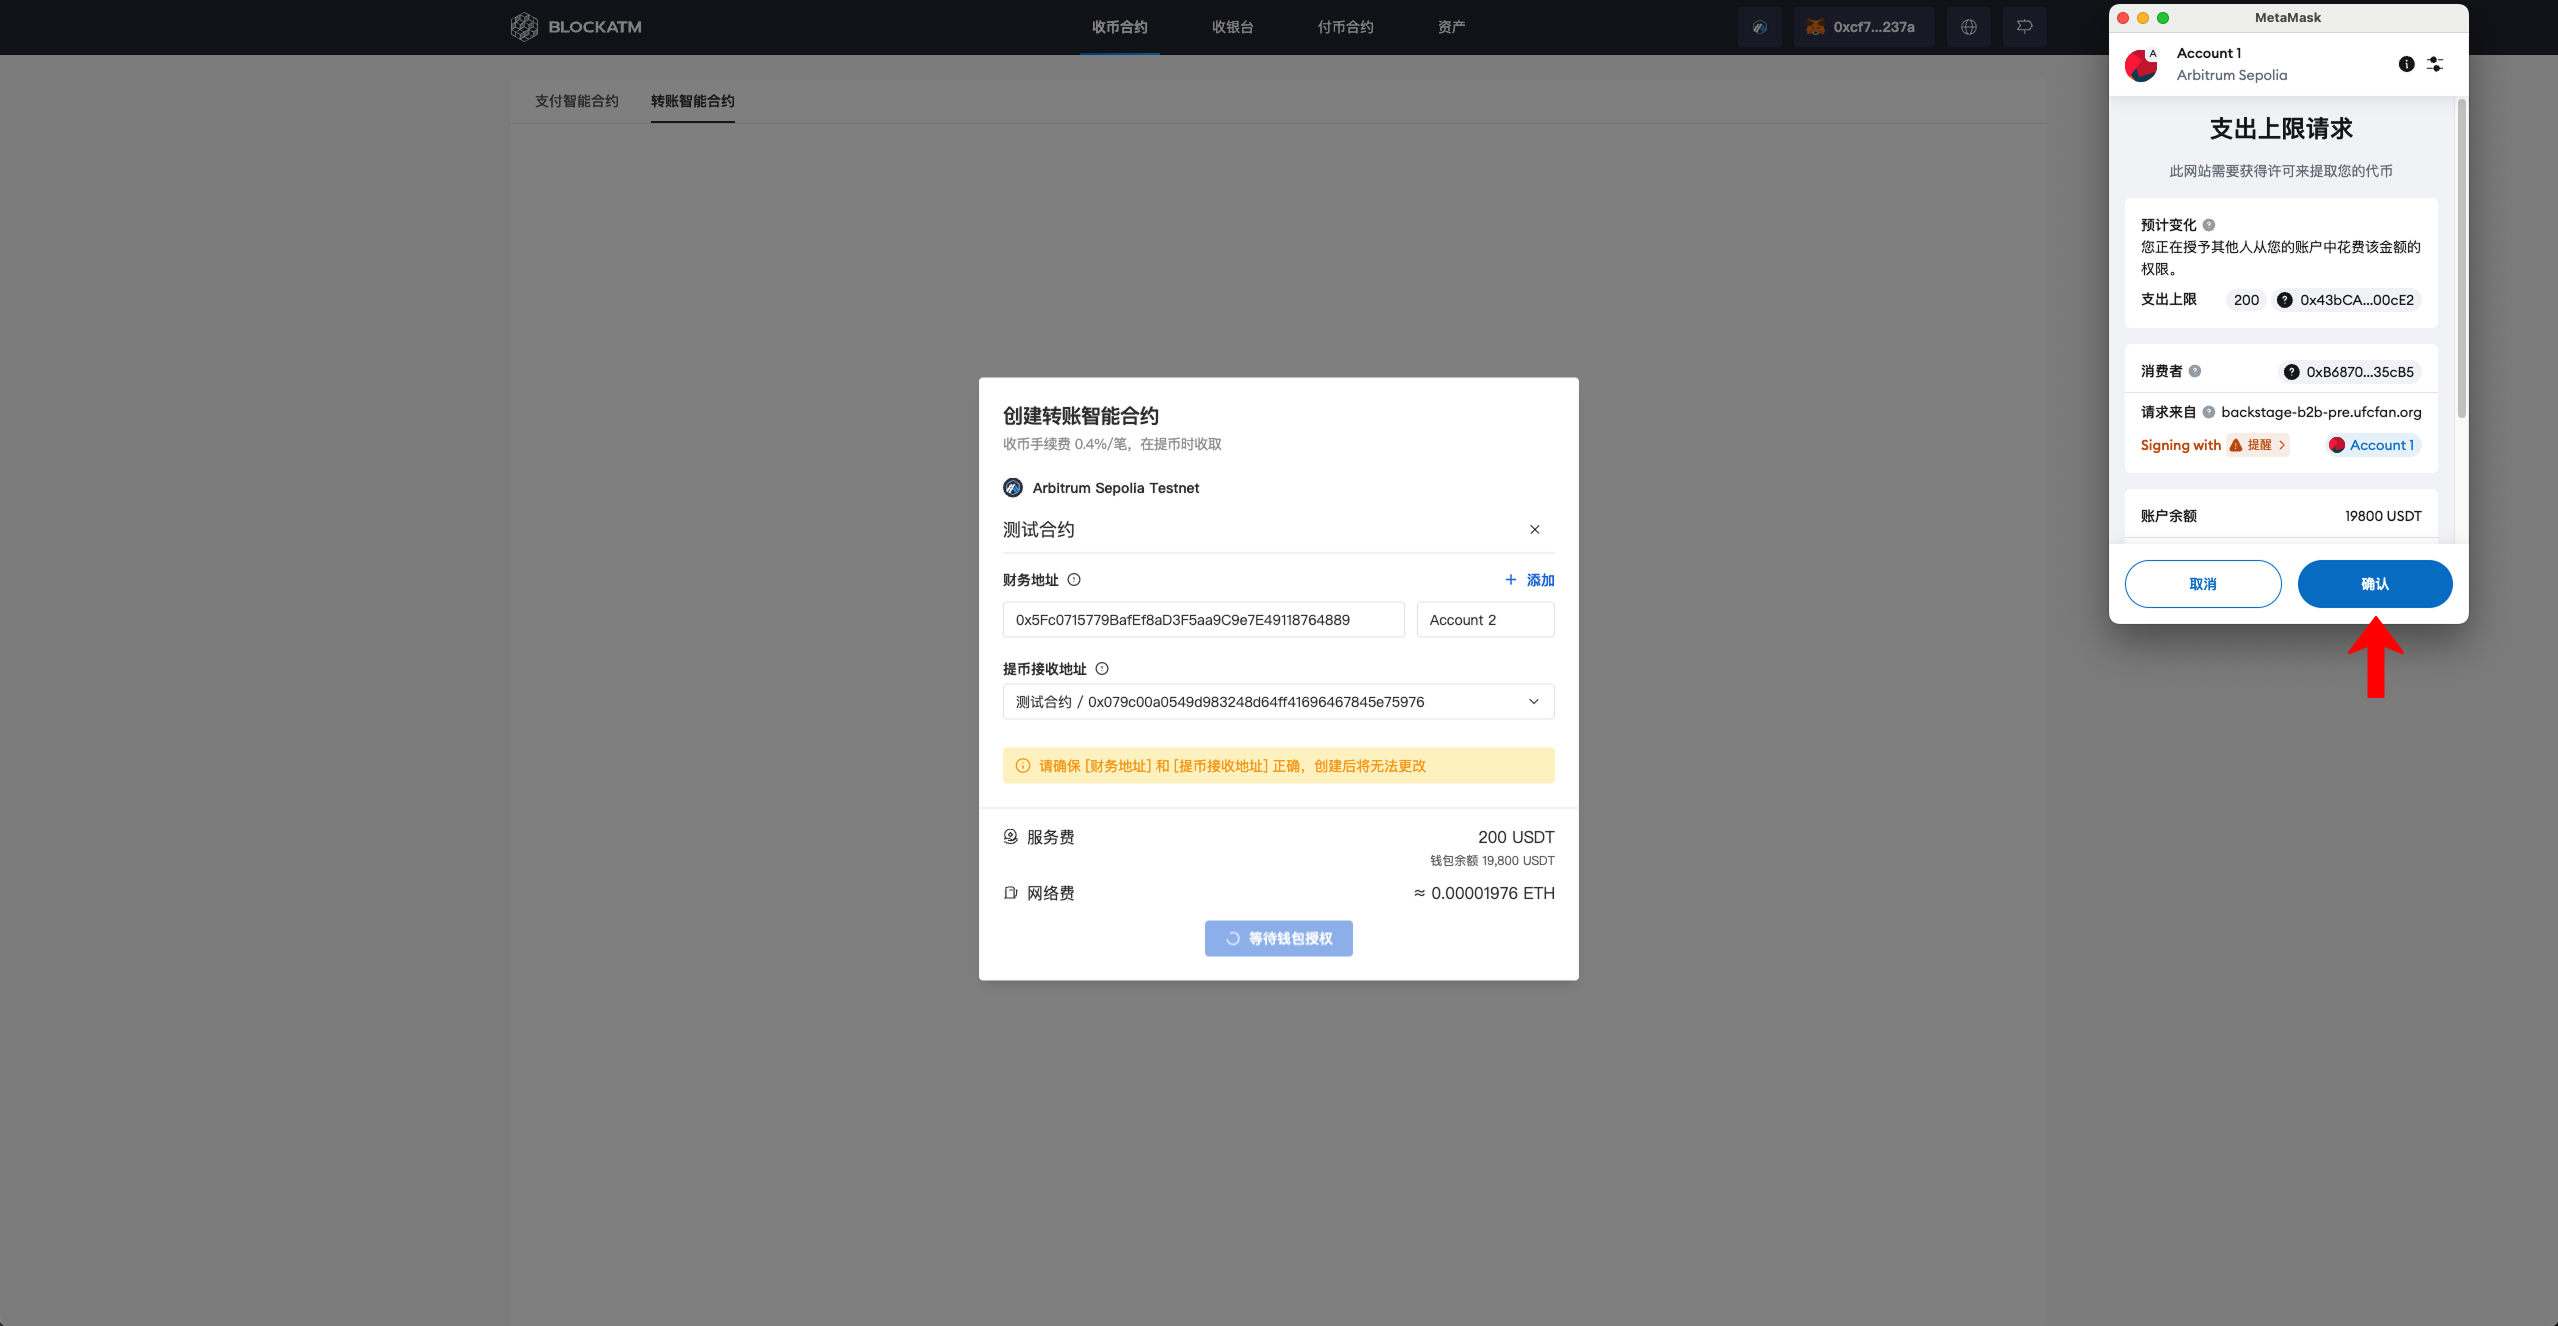 BLOCKATM
收币合约
收银台
付币合约
资产
0xcf7...237a
支付智能合约
转账智能合约
创建转账智能合约
收币手续费 0.4%/笔，在提币时收取
Arbitrum Sepolia Testnet
测试合约
财务地址
添加
0x5Fc0715779BafEf8aD3F5aa9C9e7E49118764889
Account 2
提币接收地址
测试合约 / 0x079c00a0549d983248d64ff41696467845e75976
请确保 [财务地址] 和 [提币接收地址] 正确，创建后将无法更改
服务费
200 USDT
钱包余额 19,800 USDT
网络费
≈ 0.00001976 ETH
等待钱包授权
MetaMask
A
Account 1
Arbitrum Sepolia
支出上限请求
此网站需要获得许可来提取您的代币
预计变化
您正在授予其他人从您的账户中花费该金额的
权限。
支出上限
200
0x43bCA...00cE2
消费者
0xB6870...35cB5
请求来自
backstage-b2b-pre.ufcfan.org
Signing with
提醒
Account 1
账户余额
19800 USDT
取消
确认